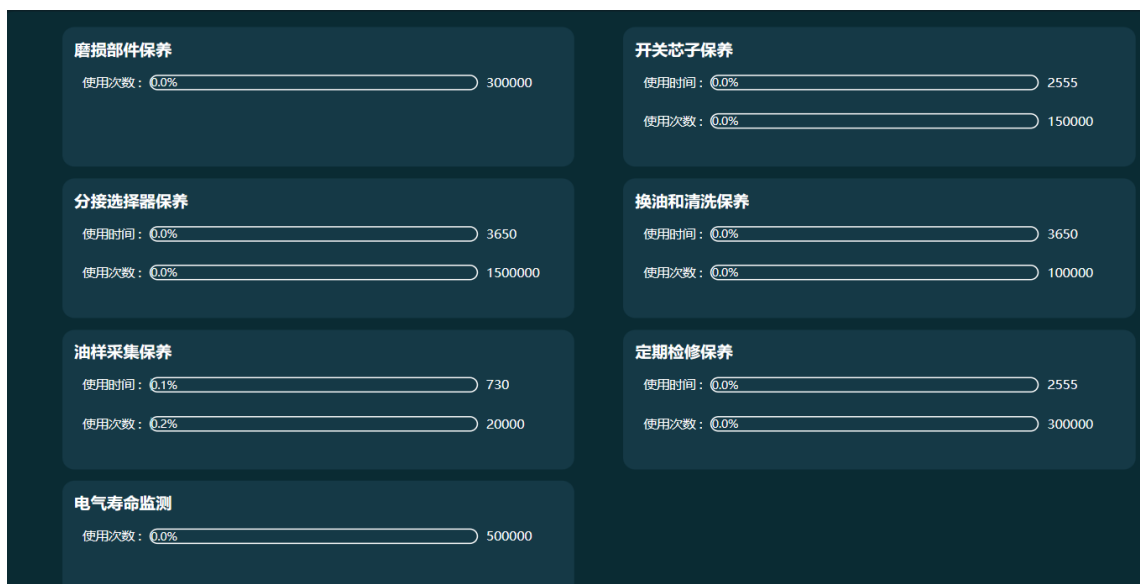 磨损部件保养
使用次数： 0.0% 300000
开关芯子保养
使用时间： 0.0% 2555
使用次数： 0.0% 150000
分接选择器保养
使用时间： 0.0% 3650
使用次数： 0.0% 1500000
换油和清洗保养
使用时间： 0.0% 3650
使用次数： 0.0% 100000
油样采集保养
使用时间： 0.1% 730
使用次数： 0.2% 20000
定期检修保养
使用时间： 0.0% 2555
使用次数： 0.0% 300000
电气寿命监测
使用次数： 0.0% 500000